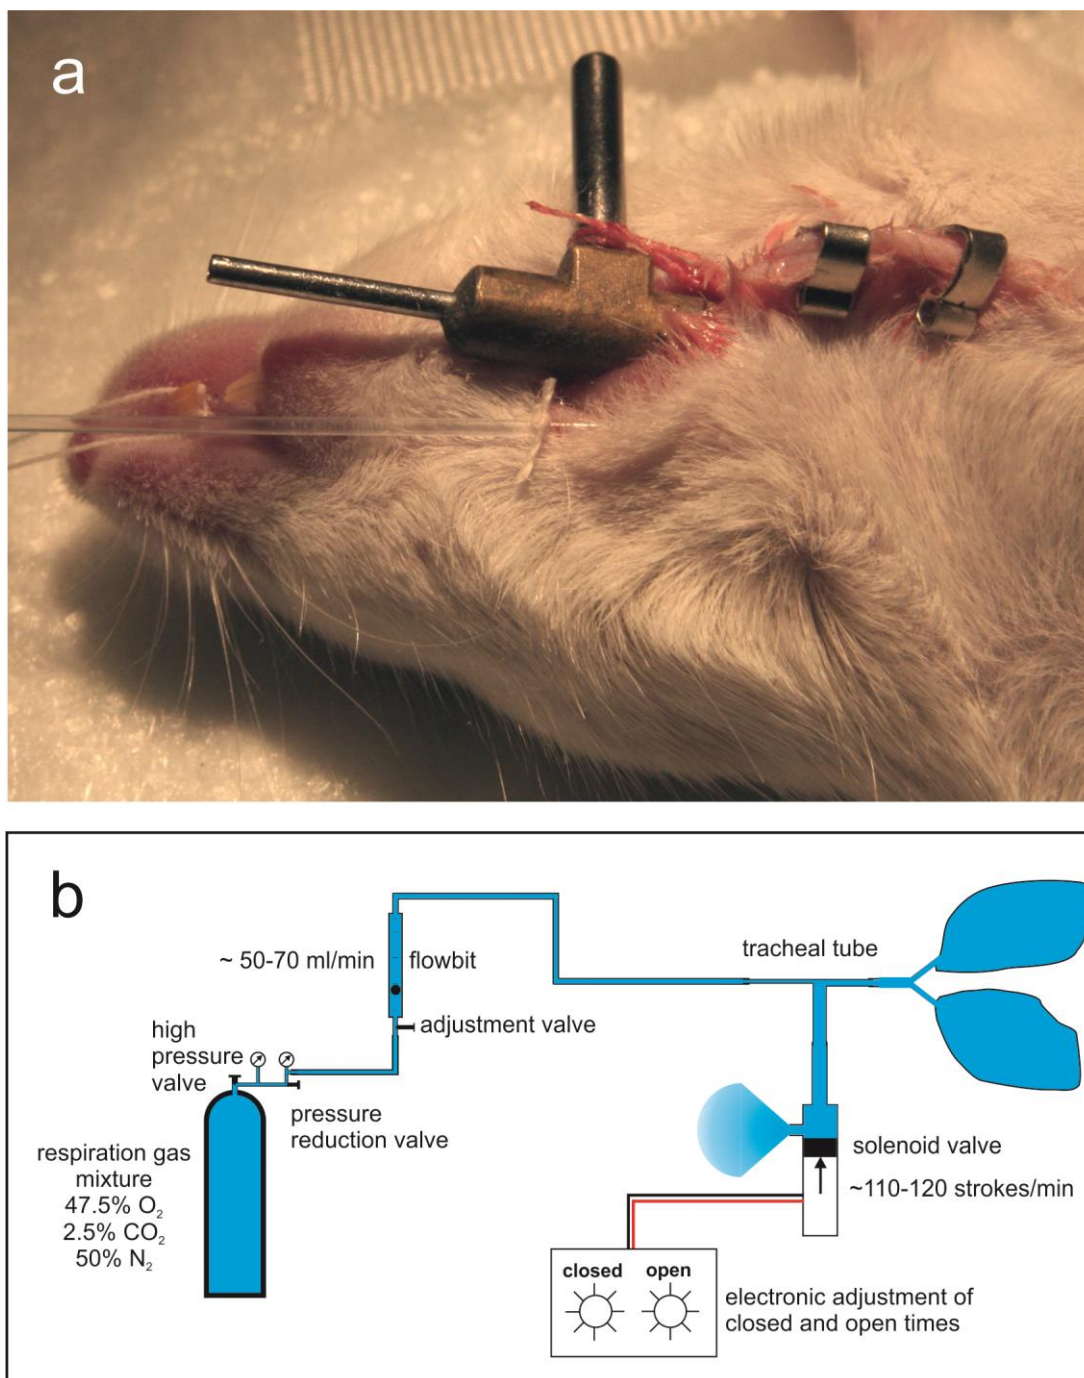 a
b
~ 50-70 ml/min
flowbit
tracheal tube
adjustment valve
high
pressure
valve
pressure
reduction valve
respiration gas
mixture
47.5% O₂
2.5% CO₂
50% N₂
solenoid valve
~110-120 strokes/min
closed open
electronic adjustment of
closed and open times